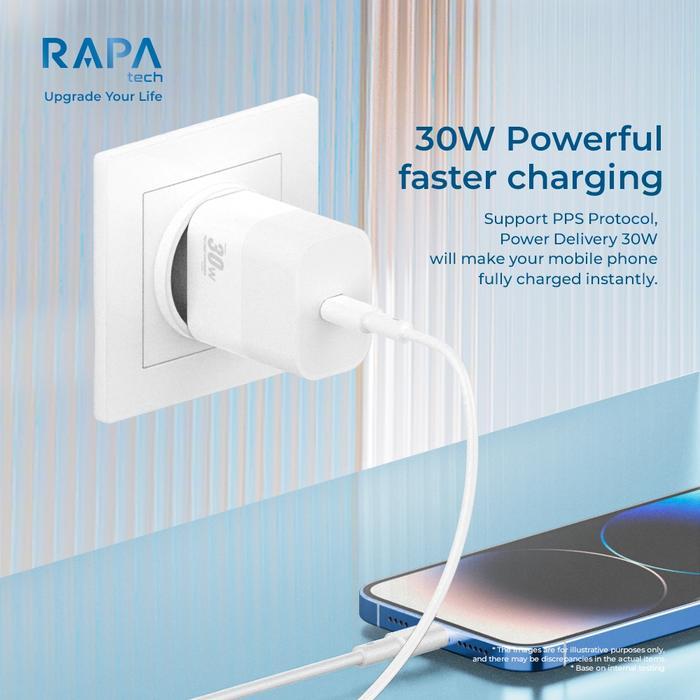 RAPA
tech
Upgrade Your Life
30W Powerful
faster charging
Support PPS Protocol,
Power Delivery 30W
will make your mobile phone
fully charged instantly.
30W
* The images are for illustrative purposes only,
and there may be discrepancies in the actual items.
* Base on internal testing